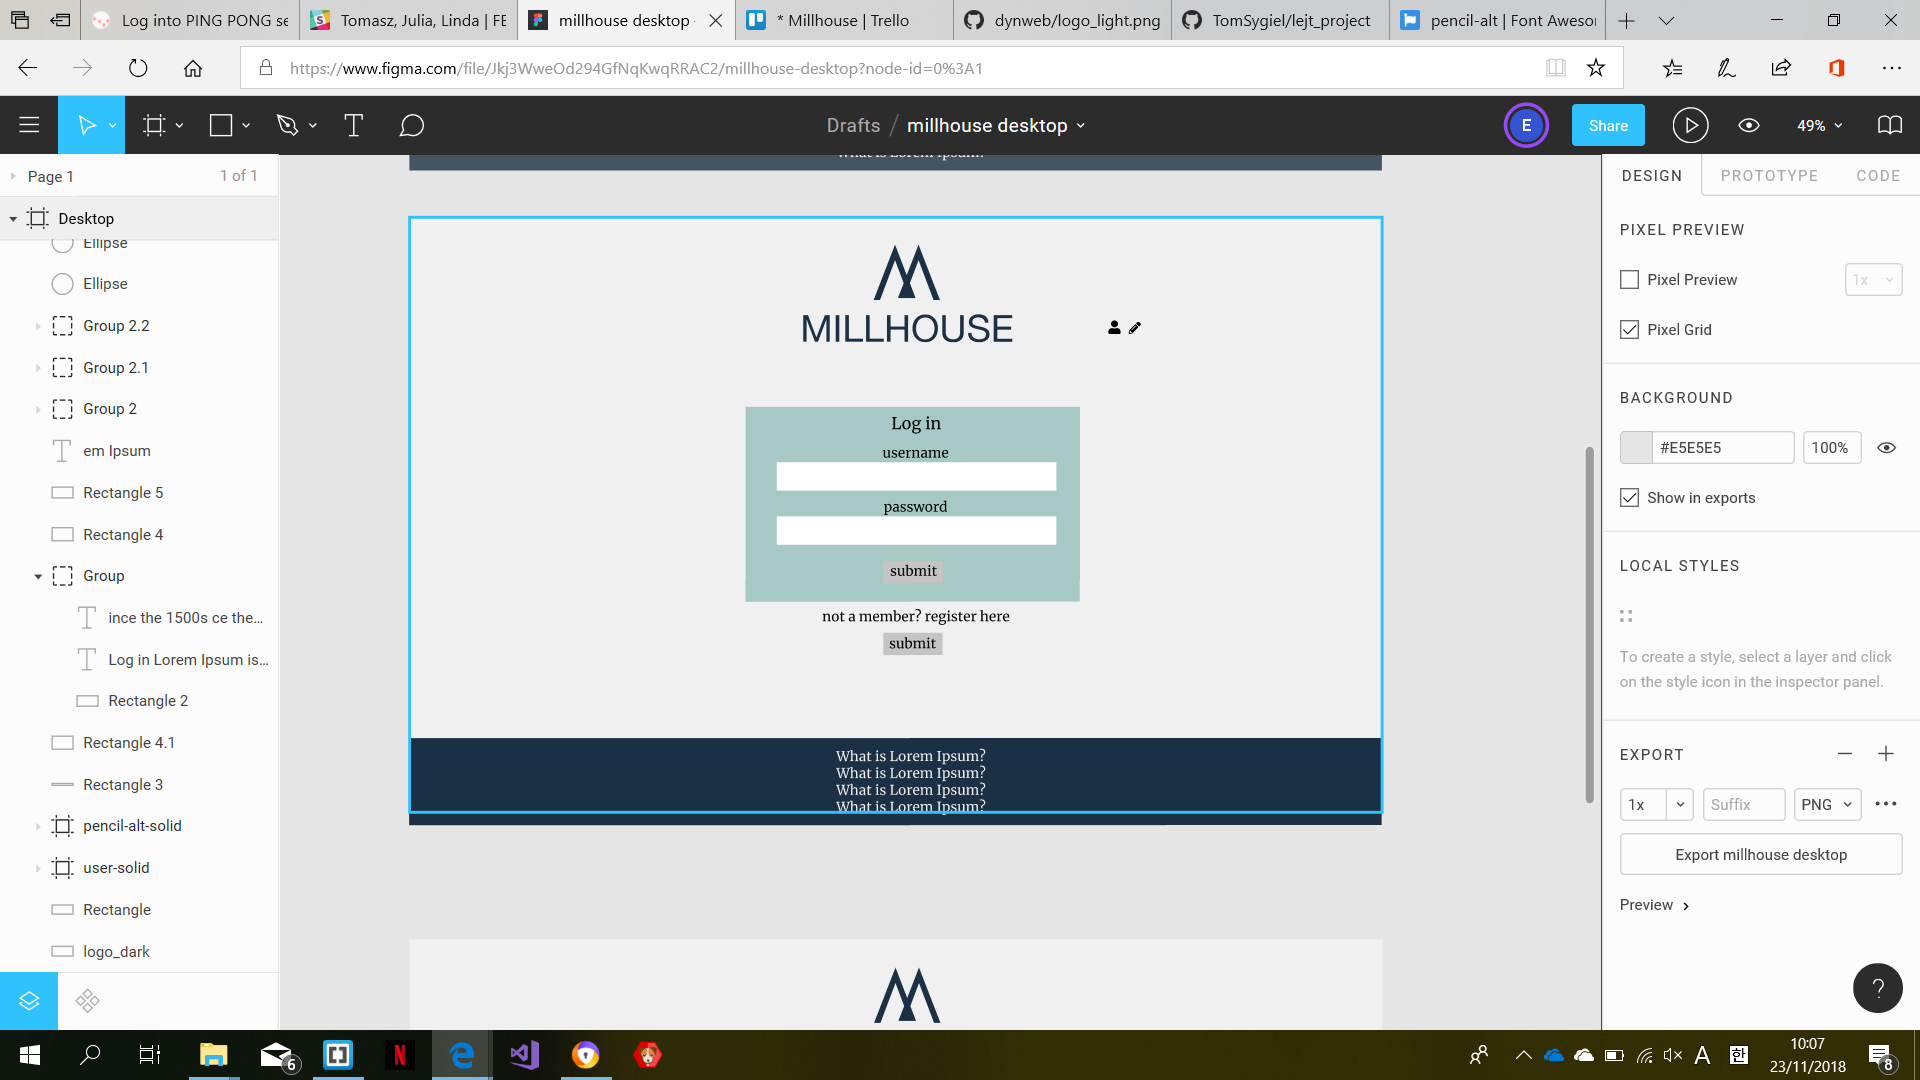 Log into PING PONG se
Tomasz, Julia, Linda | FE
millhouse desktop
* Millhouse | Trello
dynweb/logo_light.png
TomSygiel/lejt_project
pencil-alt | Font Aweso
https://www.figma.com/file/Jkj3WweOd294GfNqKwqRRAC2/millhouse-desktop?node-id=0%3A1
Drafts / millhouse desktop
E
Share
49%
Page 1
1 of 1
Desktop
Ellipse
Ellipse
Group 2.2
Group 2.1
Group 2
em Ipsum
Rectangle 5
Rectangle 4
Group
ince the 1500s ce the...
Log in Lorem Ipsum is...
Rectangle 2
Rectangle 4.1
Rectangle 3
pencil-alt-solid
user-solid
Rectangle
logo_dark
What is Lorem Ipsum?
MILLHOUSE
Log in
username
password
submit
not a member? register here
submit
What is Lorem Ipsum?
What is Lorem Ipsum?
What is Lorem Ipsum?
What is Lorem Ipsum?
DESIGN
PROTOTYPE
CODE
PIXEL PREVIEW
Pixel Preview
1x
Pixel Grid
BACKGROUND
#E5E5E5
100%
Show in exports
LOCAL STYLES
To create a style, select a layer and click
on the style icon in the inspector panel.
EXPORT
1x
Suffix
PNG
Export millhouse desktop
Preview
?
6
N
A
한
10:07
23/11/2018
8